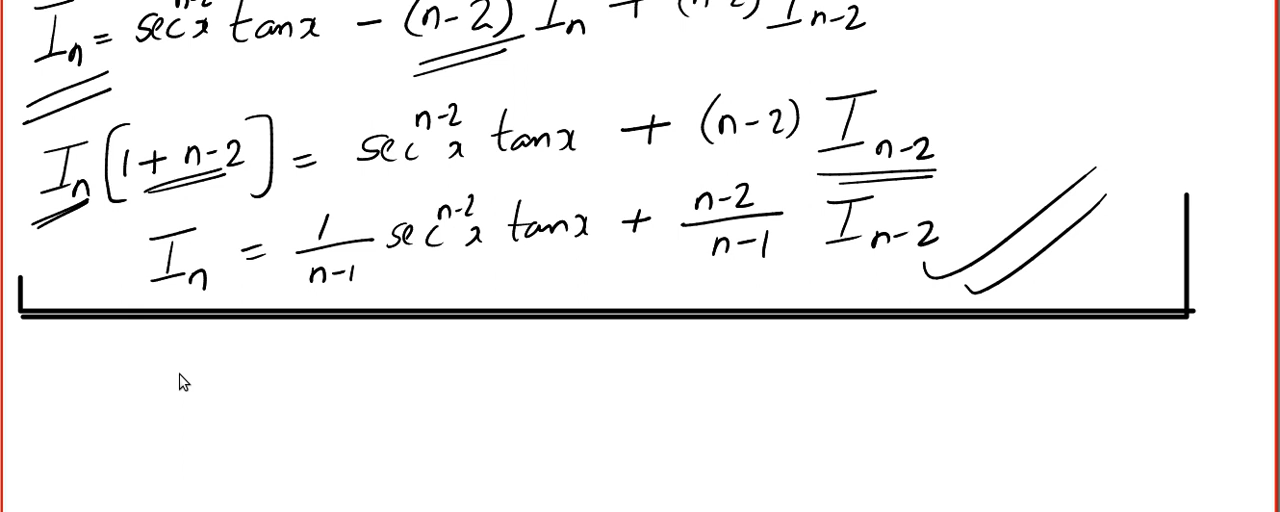 Iₙ = secⁿ⁻²x tanx − (n-2) Iₙ + (n-2) Iₙ₋₂
Iₙ [1 + n-2] = secⁿ⁻²x tanx + (n-2) Iₙ₋₂
Iₙ = 1/(n-1) secⁿ⁻²x tanx + (n-2)/(n-1) Iₙ₋₂